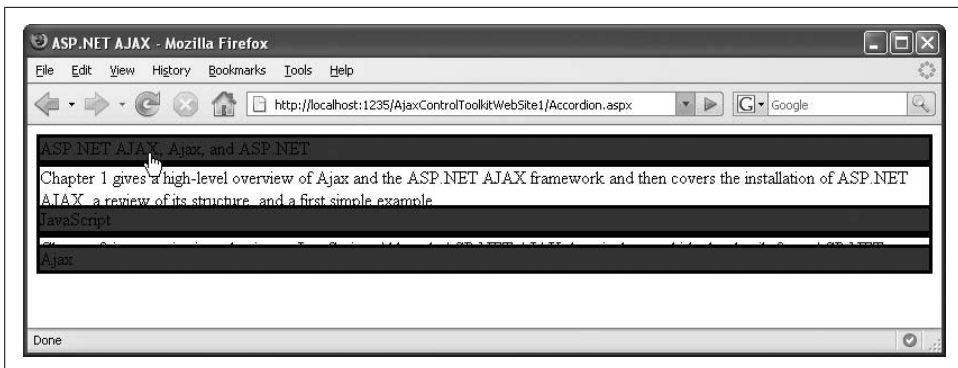 ASP.NET AJAX - Mozilla Firefox
File Edit View History Bookmarks Tools Help
http://localhost:1235/AjaxControlToolkitWebSite1/Accordion.aspx G Google
ASP.NET AJAX, Ajax, and ASP.NET
Chapter 1 gives a high-level overview of Ajax and the ASP.NET AJAX framework and then covers the installation of ASP.NET
AJAX, a review of its structure, and a first simple example
JavaScript
Ajax
Done